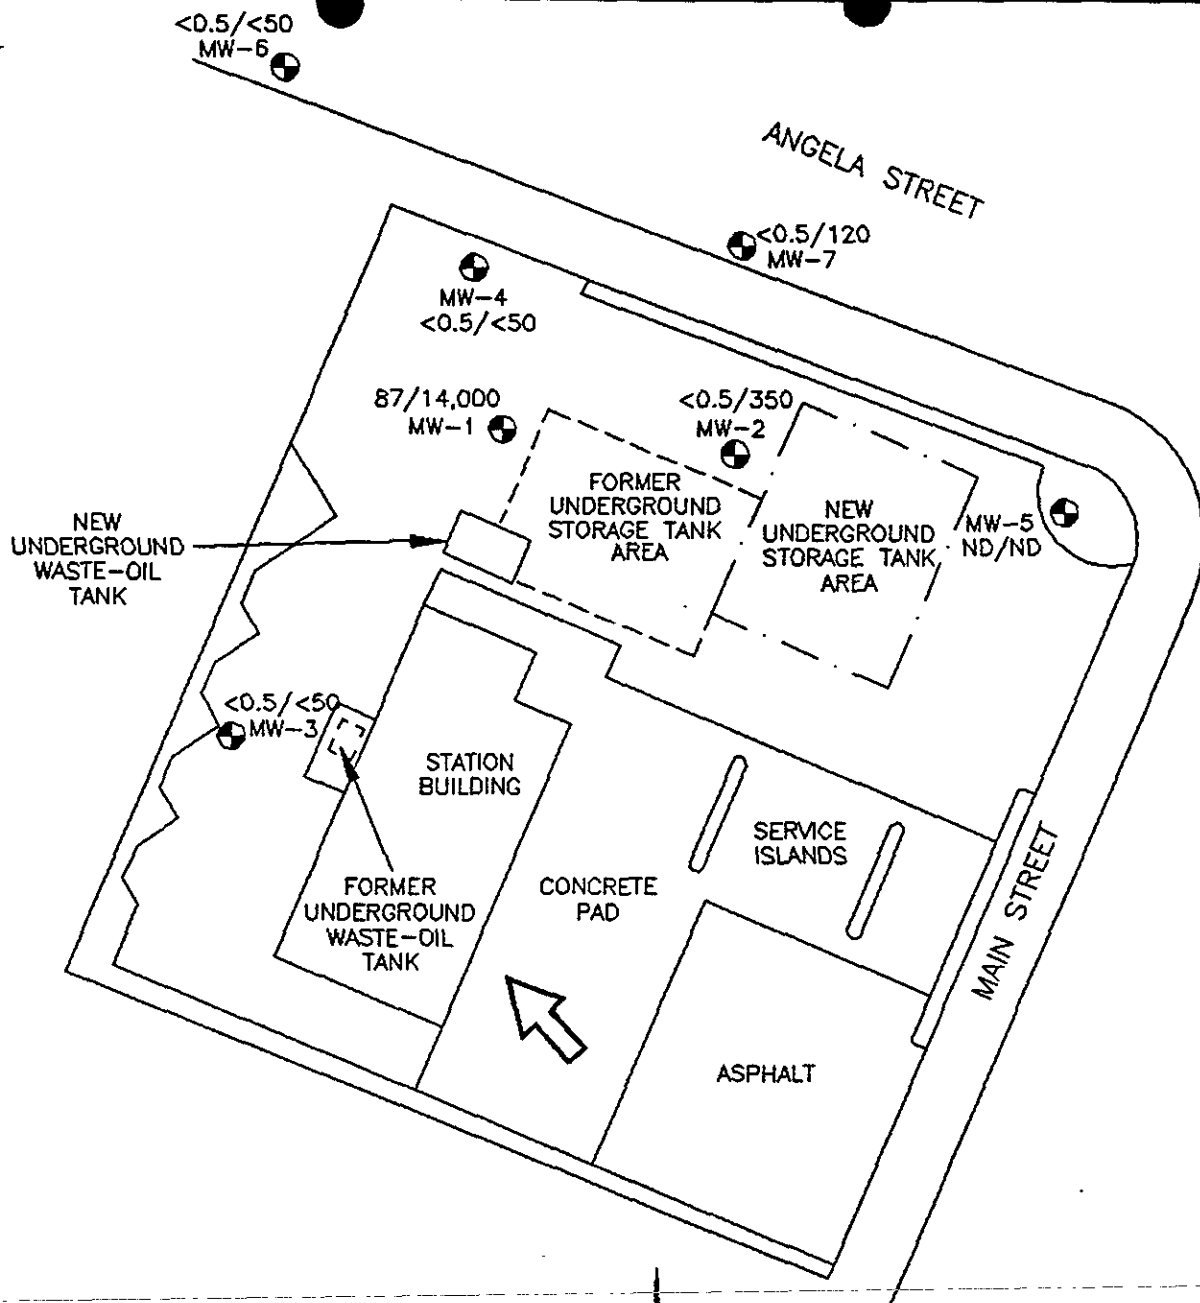 <0.5/<50
MW-6
ANGELA STREET
<0.5/120
MW-7
MW-4
<0.5/<50
87/14,000
MW-1
<0.5/350
MW-2
FORMER
UNDERGROUND
STORAGE TANK
AREA
NEW
UNDERGROUND
STORAGE TANK
AREA
MW-5
ND/ND
NEW
UNDERGROUND
WASTE-OIL
TANK
<0.5/<50
MW-3
STATION
BUILDING
SERVICE
ISLANDS
FORMER
UNDERGROUND
WASTE-OIL
TANK
CONCRETE
PAD
MAIN STREET
ASPHALT